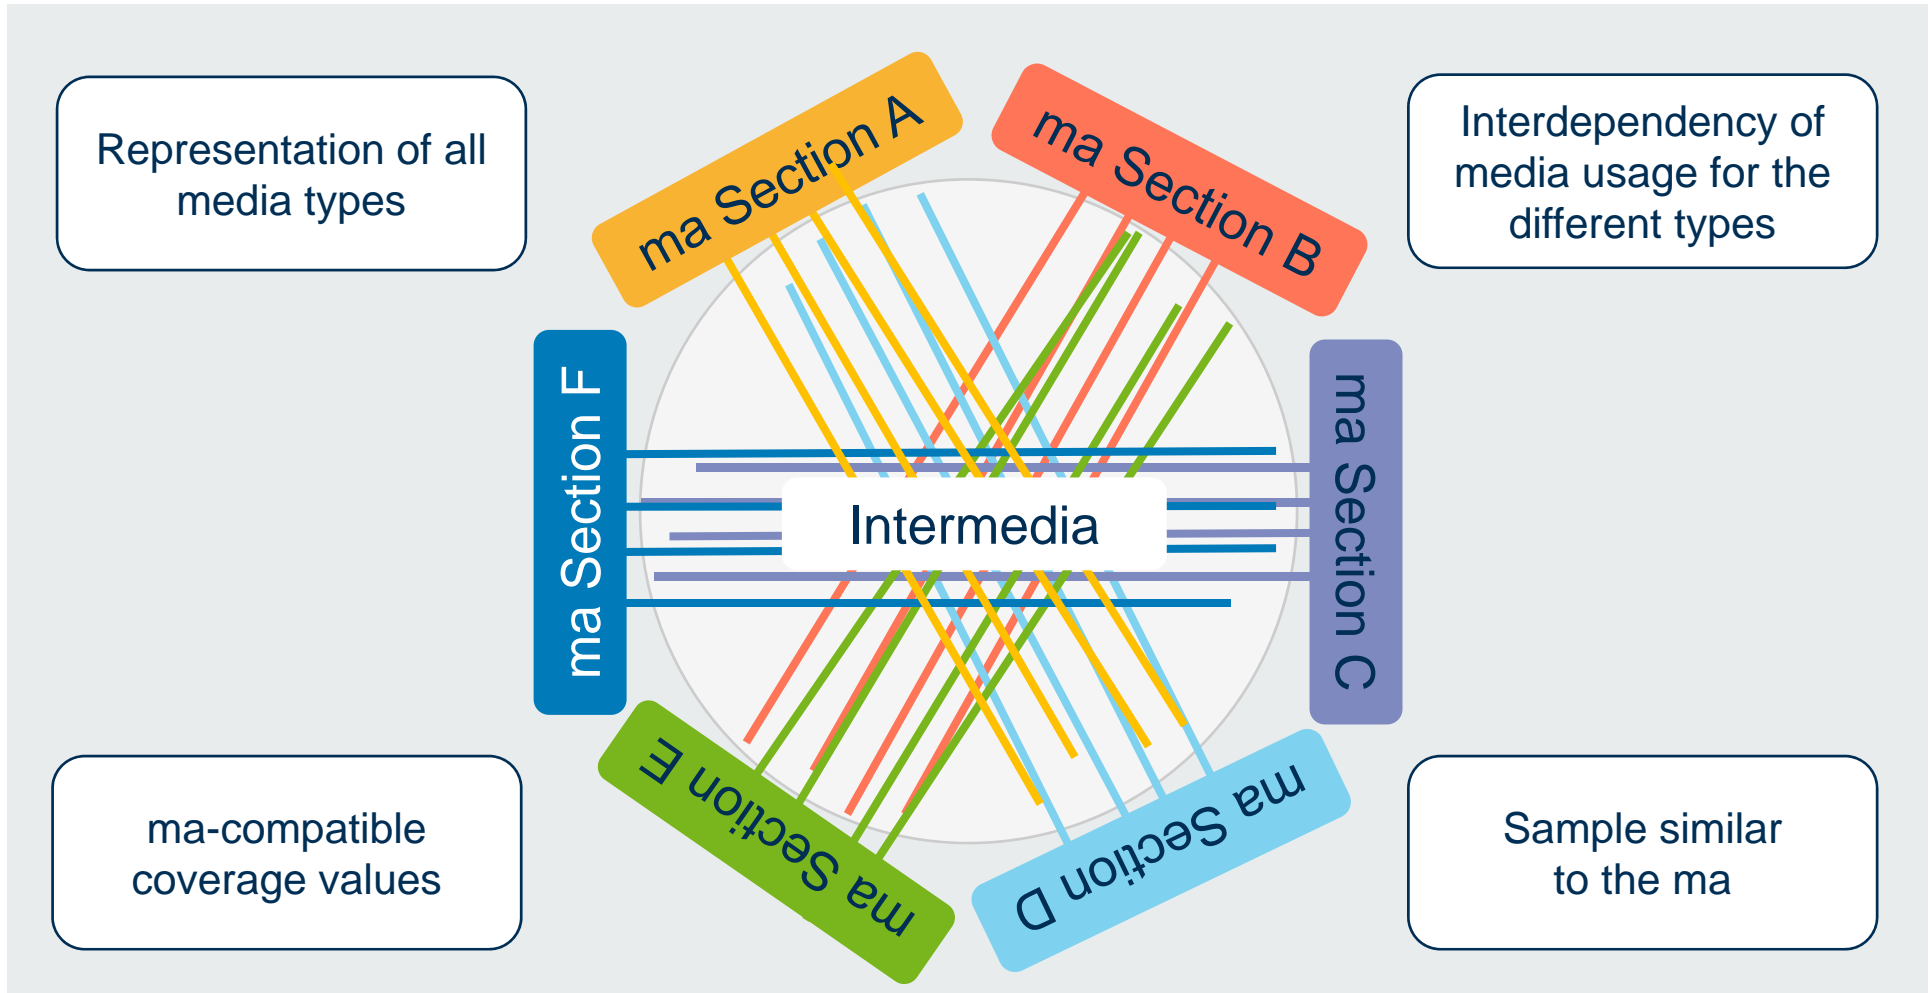 Representation of all
media types
Interdependency of
media usage for the
different types
ma Section A
ma Section B
ma Section C
ma Section D
ma Section E
ma Section F
Intermedia
ma-compatible
coverage values
Sample similar
to the ma